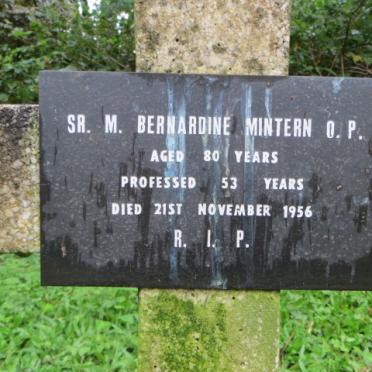 SR. M. BERNARDINE MINTERN O.P.
AGED 80 YEARS
PROFESSED 53 YEARS
DIED 21ST NOVEMBER 1956
R. I. P.